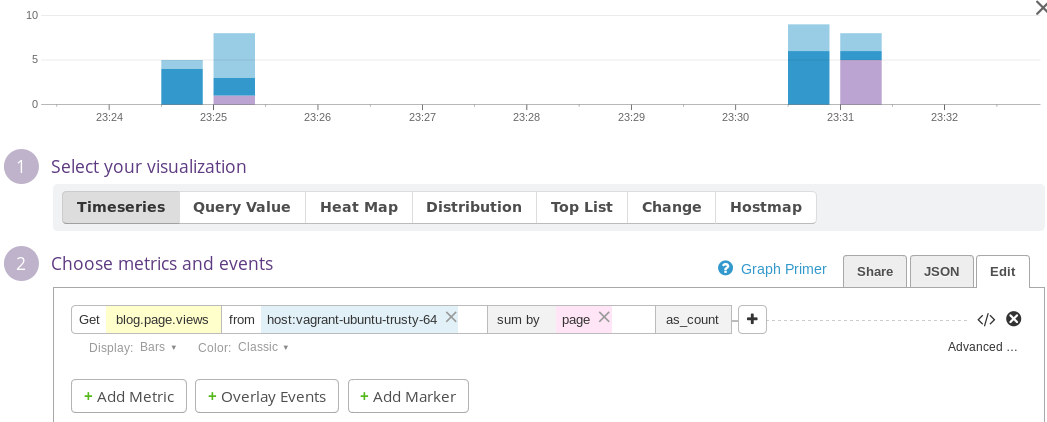 10
5
0
23:24 23:25 23:26 23:27 23:28 23:29 23:30 23:31 23:32
1 Select your visualization
Timeseries Query Value Heat Map Distribution Top List Change Hostmap
2 Choose metrics and events
? Graph Primer Share JSON Edit
Get blog.page.views from host:vagrant-ubuntu-trusty-64 × sum by page × as_count + </>
Display: Bars ▾ Color: Classic ▾ Advanced ...
+ Add Metric + Overlay Events + Add Marker